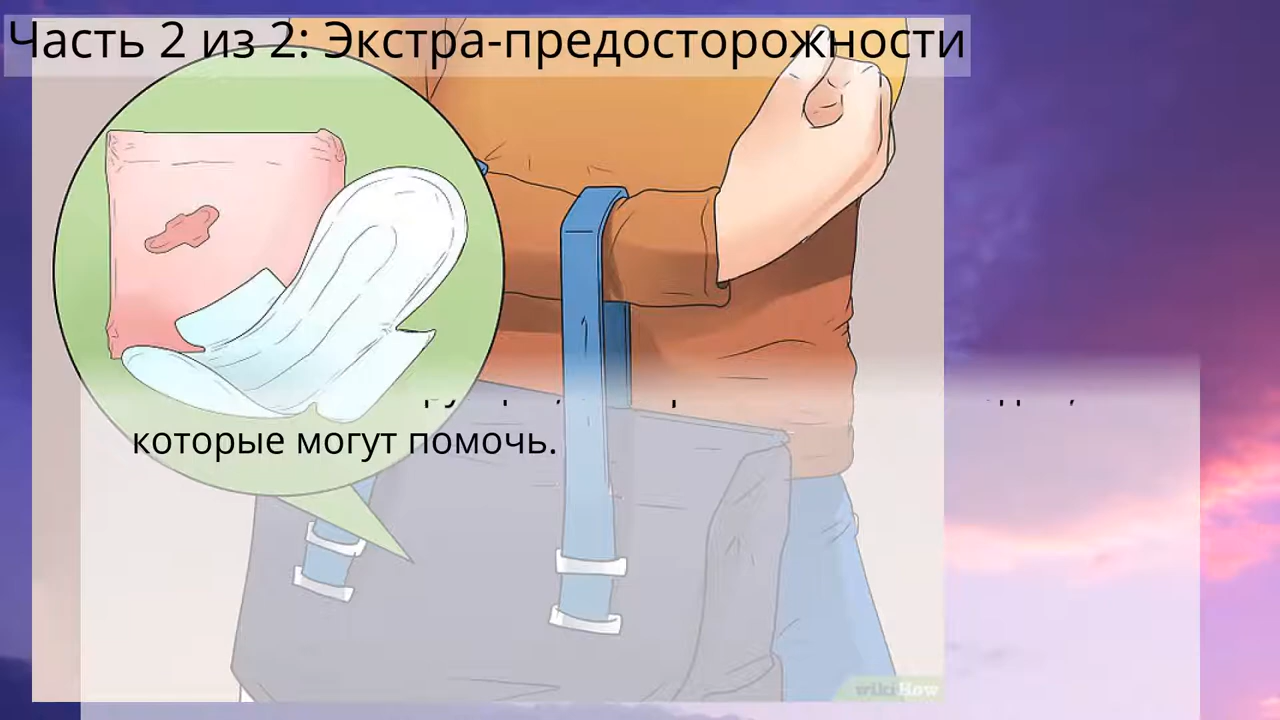 Часть 2 из 2: Экстра-предосторожности
которые могут помочь.
wikiHow